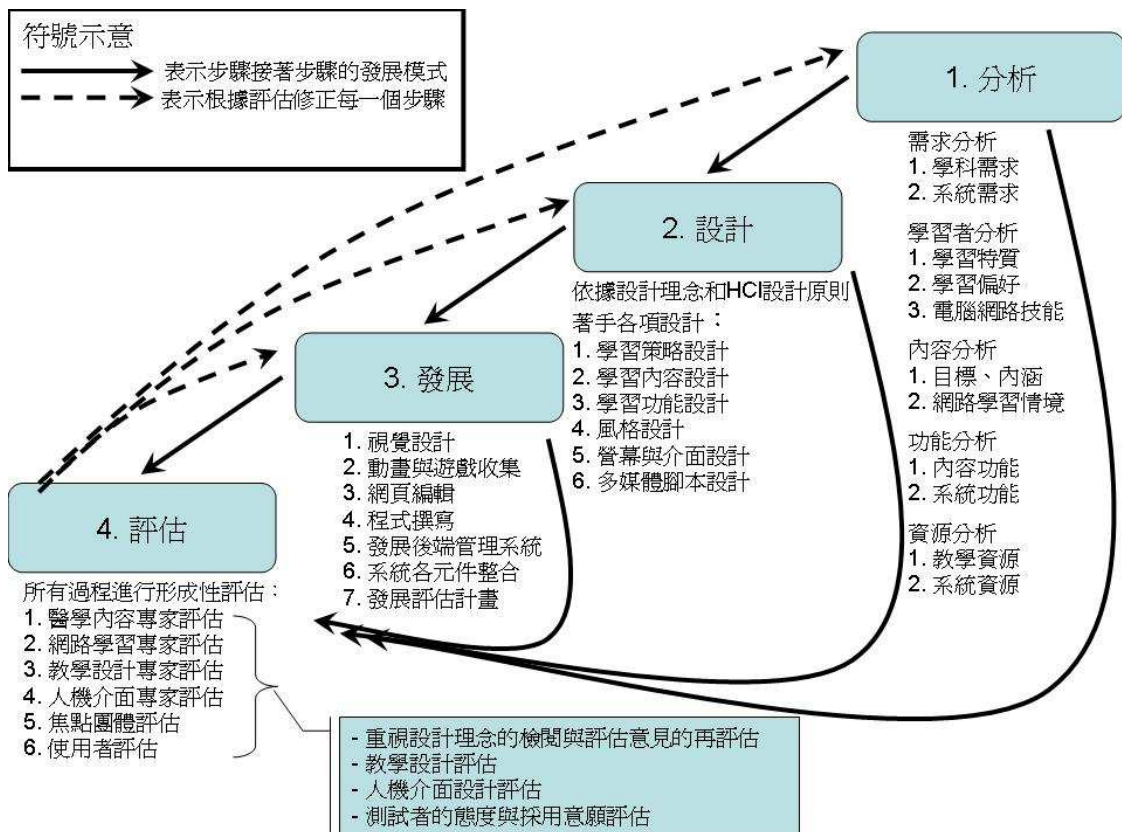 符號示意
表示步驟接著步驟的發展模式
表示根據評估修正每一個步驟
1. 分析
需求分析
1. 學科需求
2. 系統需求
學習者分析
1. 學習特質
2. 學習偏好
3. 電腦網路技能
內容分析
1. 目標、內涵
2. 網路學習情境
功能分析
1. 內容功能
2. 系統功能
資源分析
1. 教學資源
2. 系統資源
2. 設計
依據設計理念和HCI設計原則
著手各項設計：
1. 學習策略設計
2. 學習內容設計
3. 學習功能設計
4. 風格設計
5. 螢幕與介面設計
6. 多媒體腳本設計
3. 發展
1. 視覺設計
2. 動畫與遊戲收集
3. 網頁編輯
4. 程式撰寫
5. 發展後端管理系統
6. 系統各元件整合
7. 發展評估計畫
4. 評估
所有過程進行形成性評估：
1. 醫學內容專家評估
2. 網路學習專家評估
3. 教學設計專家評估
4. 人機介面專家評估
5. 焦點團體評估
6. 使用者評估
- 重視設計理念的檢閱與評估意見的再評估
- 教學設計評估
- 人機介面設計評估
- 測試者的態度與採用意願評估